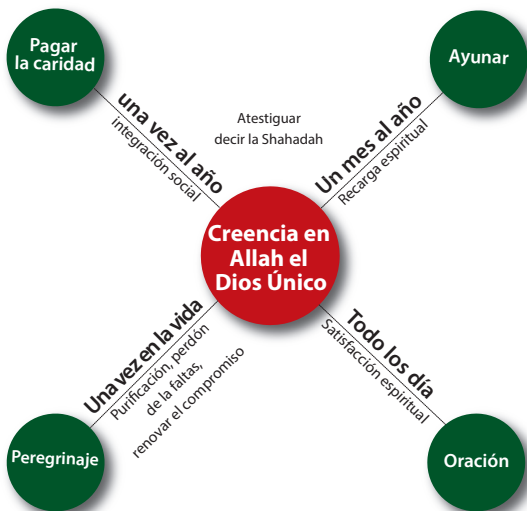 Pagar
la caridad
Ayunar
una vez al año
integración social
Atestiguar
decir la Shahadah
Un mes al año
Recarga espiritual
Creencia en
Allah el
Dios Único
Una vez en la vida
Purificación, perdón
de la faltas,
renovar el compromiso
Todo los día
Satisfacción espiritual
Peregrinaje
Oración